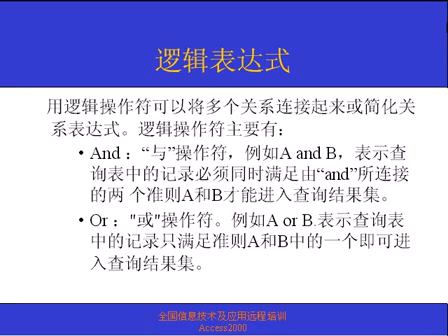 逻辑表达式
用逻辑操作符可以将多个关系连接起来或简化关
系表达式。逻辑操作符主要有：
• And：“与”操作符，例如A and B，表示查
询表中的记录必须同时满足由“and”所连接
的两 个准则A和B才能进入查询结果集。
• Or："或"操作符。例如A or B.表示查询表
中的记录只满足准则A和B中的一个即可进
入查询结果集。
全国信息技术及应用远程培训
Access2000